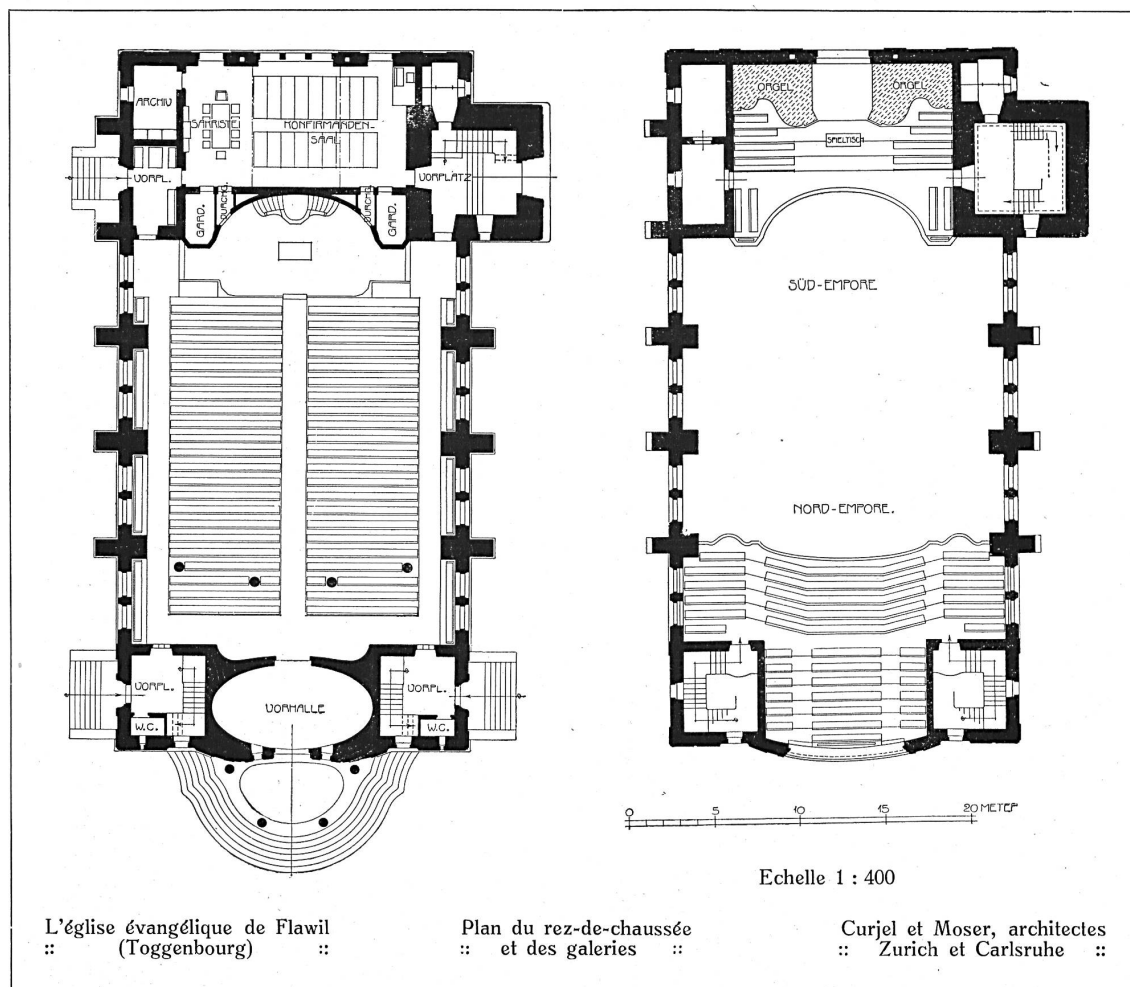 ARCHIV
SAKRISTEI
KONFIRMANDEN-
SAAL
VORPL.
VORPLATZ
GARD.
DURCHG.
DURCHG.
GARD.
VORPL.
VORPL.
VORHALLE
W.C.
W.C.
ORGEL
ORGEL
SPIELTISCH
SÜD-EMPORE
NORD-EMPORE.
0 5 10 15 20 METER
Echelle 1 : 400
L'église évangélique de Flawil
:: (Toggenbourg) ::
Plan du rez-de-chaussée
:: et des galeries ::
Curjel et Moser, architectes
:: Zurich et Carlsruhe ::